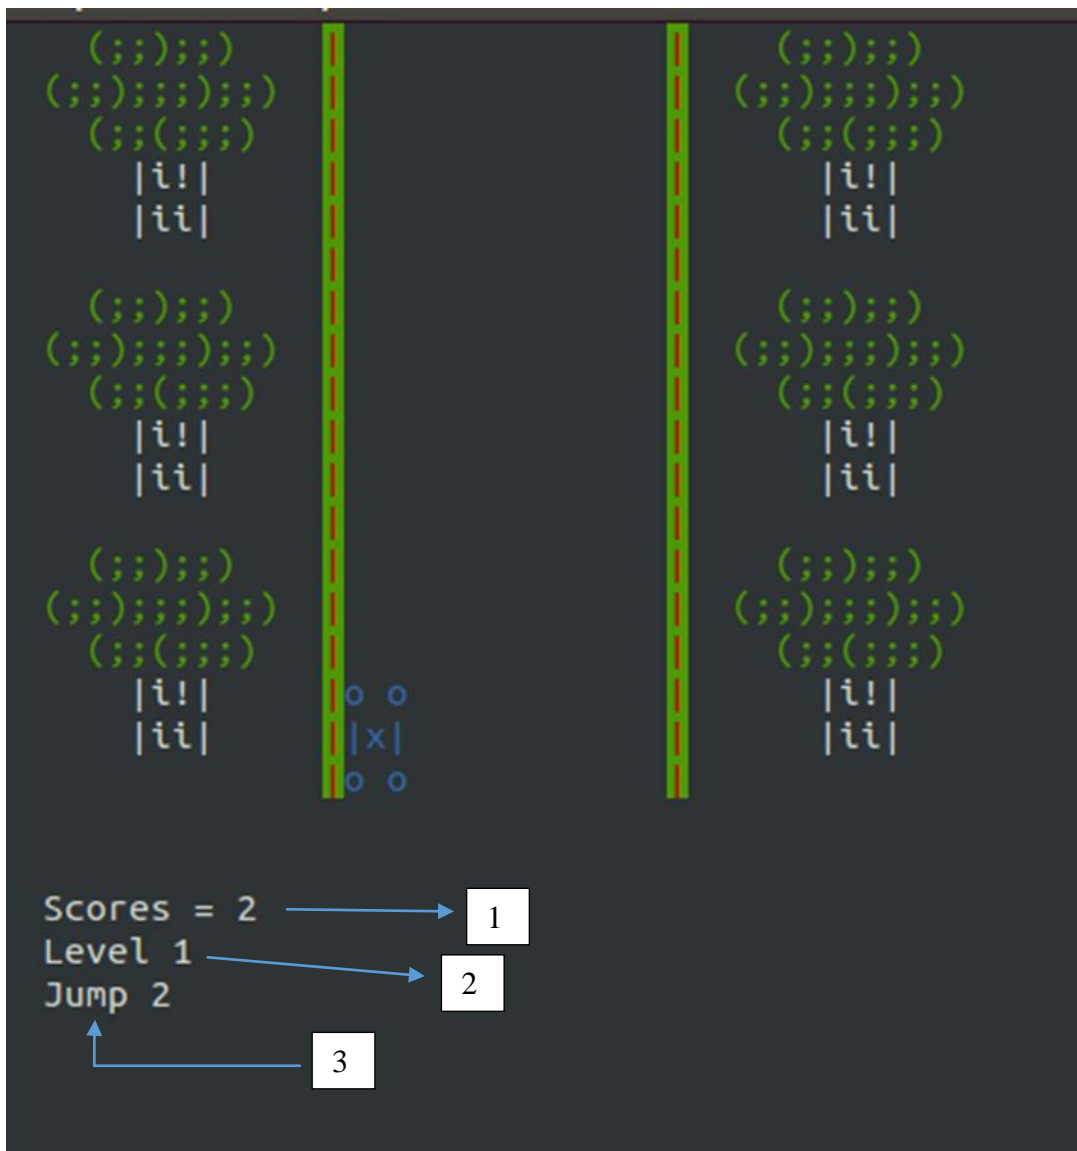 (;;);;) (;;);;)
(;;);;;);;) (;;);;;);;)
(;;(;;;) (;;(;;;)
|i!| |i!|
|ii| |ii|
(;;);;) (;;);;)
(;;);;;);;) (;;);;;);;)
(;;(;;;) (;;(;;;)
|i!| |i!|
|ii| |ii|
(;;);;) (;;);;)
(;;);;;);;) (;;);;;);;)
(;;(;;;) (;;(;;;)
|i!| o o |i!|
|ii| |x| |ii|
o o
Scores = 2 1
Level 1 2
Jump 2
3